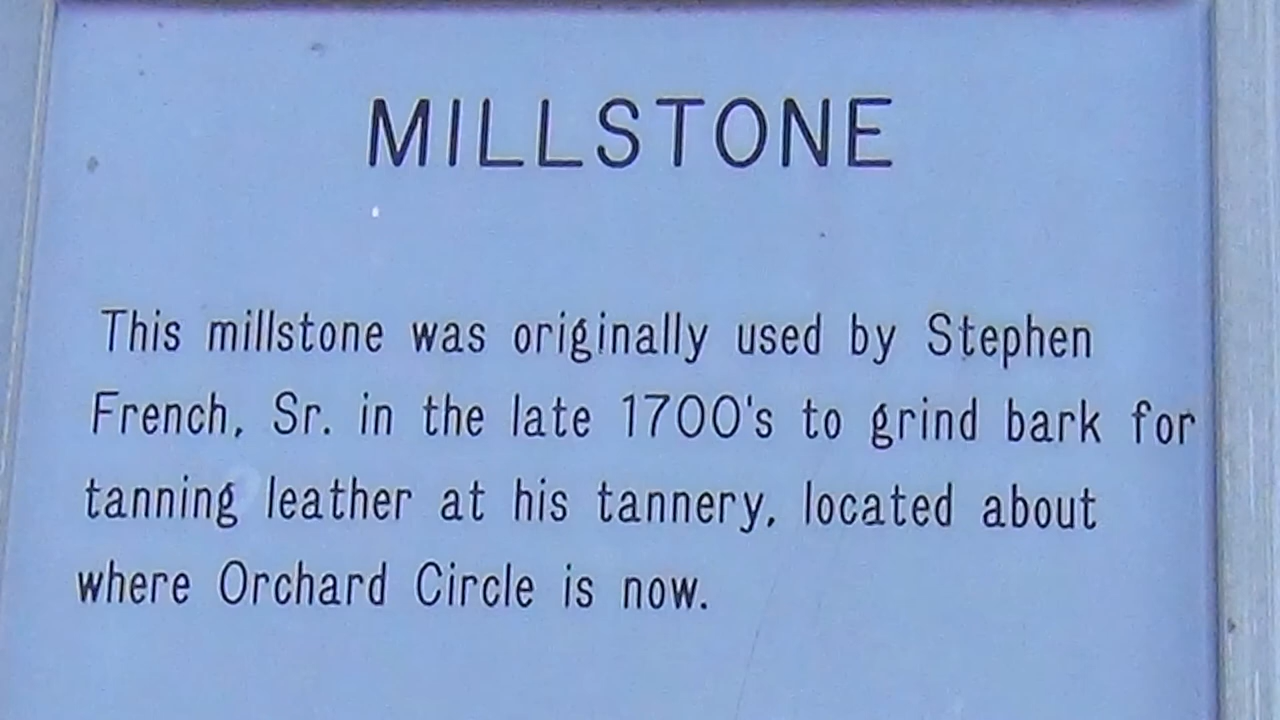 MILLSTONE
This millstone was originally used by Stephen
French, Sr. in the late 1700's to grind bark for
tanning leather at his tannery, located about
where Orchard Circle is now.